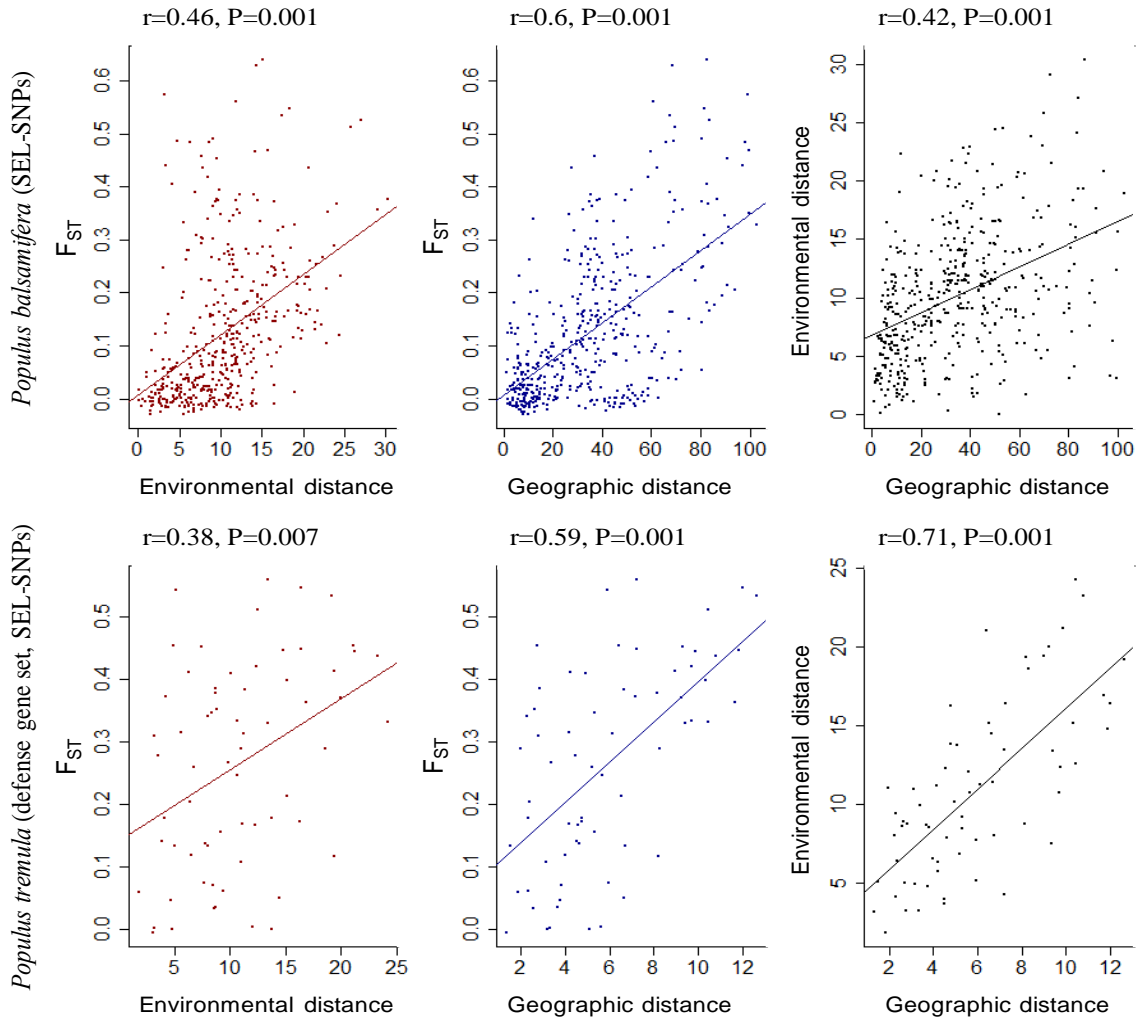 r=0.46, P=0.001
r=0.6, P=0.001
r=0.42, P=0.001
Populus balsamifera (SEL-SNPs)
FST
0.0 0.1 0.2 0.3 0.4 0.5 0.6
0 5 10 15 20 25 30
Environmental distance
FST
0.0 0.1 0.2 0.3 0.4 0.5 0.6
0 20 40 60 80 100
Geographic distance
Environmental distance
0 5 10 15 20 25 30
0 20 40 60 80 100
Geographic distance
r=0.38, P=0.007
r=0.59, P=0.001
r=0.71, P=0.001
Populus tremula (defense gene set, SEL-SNPs)
FST
0.0 0.1 0.2 0.3 0.4 0.5
5 10 15 20 25
Environmental distance
FST
0.0 0.1 0.2 0.3 0.4 0.5
2 4 6 8 10 12
Geographic distance
Environmental distance
5 10 15 20 25
2 4 6 8 10 12
Geographic distance